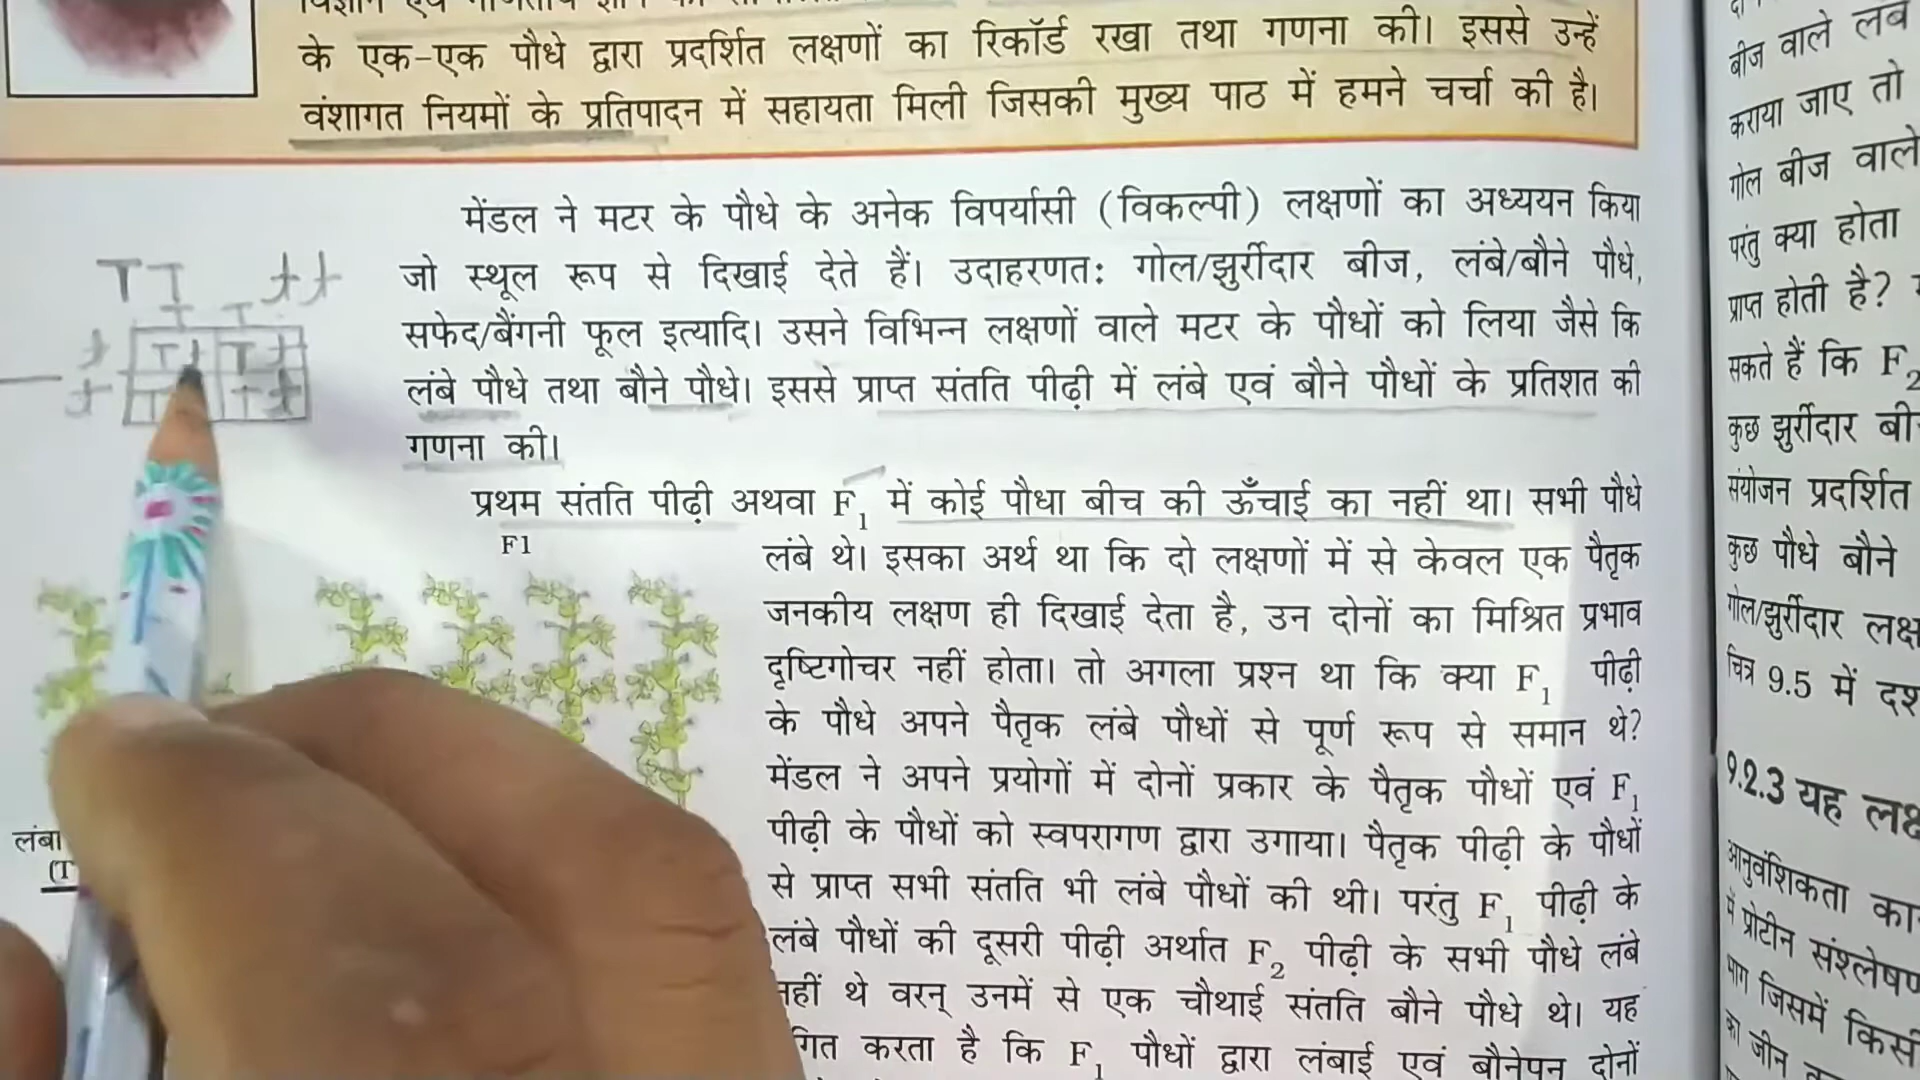 के एक-एक पौधे द्वारा प्रदर्शित लक्षणों का रिकॉर्ड रखा तथा गणना की। इससे उन्हें
वंशागत नियमों के प्रतिपादन में सहायता मिली जिसकी मुख्य पाठ में हमने चर्चा की है।
मेंडल ने मटर के पौधे के अनेक विपर्यासी (विकल्पी) लक्षणों का अध्ययन किया
जो स्थूल रूप से दिखाई देते हैं। उदाहरणतः गोल/झुर्रीदार बीज, लंबे/बौने पौधे,
सफेद/बैंगनी फूल इत्यादि। उसने विभिन्न लक्षणों वाले मटर के पौधों को लिया जैसे कि
लंबे पौधे तथा बौने पौधे। इससे प्राप्त संतति पीढ़ी में लंबे एवं बौने पौधों के प्रतिशत की
गणना की।
TT tt
T T
t Tt Tt
t T Tt
प्रथम संतति पीढ़ी अथवा F₁ में कोई पौधा बीच की ऊँचाई का नहीं था। सभी पौधे
F1
लंबे थे। इसका अर्थ था कि दो लक्षणों में से केवल एक पैतृक
जनकीय लक्षण ही दिखाई देता है, उन दोनों का मिश्रित प्रभाव
दृष्टिगोचर नहीं होता। तो अगला प्रश्न था कि क्या F₁ पीढ़ी
के पौधे अपने पैतृक लंबे पौधों से पूर्ण रूप से समान थे?
मेंडल ने अपने प्रयोगों में दोनों प्रकार के पैतृक पौधों एवं F₁
पीढ़ी के पौधों को स्वपरागण द्वारा उगाया। पैतृक पीढ़ी के पौधों
से प्राप्त सभी संतति भी लंबे पौधों की थी। परंतु F₁ पीढ़ी के
लंबे पौधों की दूसरी पीढ़ी अर्थात F₂ पीढ़ी के सभी पौधे लंबे
नहीं थे वरन् उनमें से एक चौथाई संतति बौने पौधे थे। यह
करता है कि F₁ पौधों द्वारा लंबाई एवं बौनेपन दोनों
लंबा
(T
बीज वाले लंबे
कराया जाए तो
गोल बीज वाले
परंतु क्या होता
प्राप्त होती है?
सकते हैं कि F₂
कुछ झुर्रीदार
संयोजन प्रदर्शित
कुछ पौधे बौने
गोल/झुर्रीदार
चित्र 9.5 में
9.2.3 यह
आनुवंशिकता
में प्रोटीन संश्लेषण
भाग जिसमें किसी
का जीन